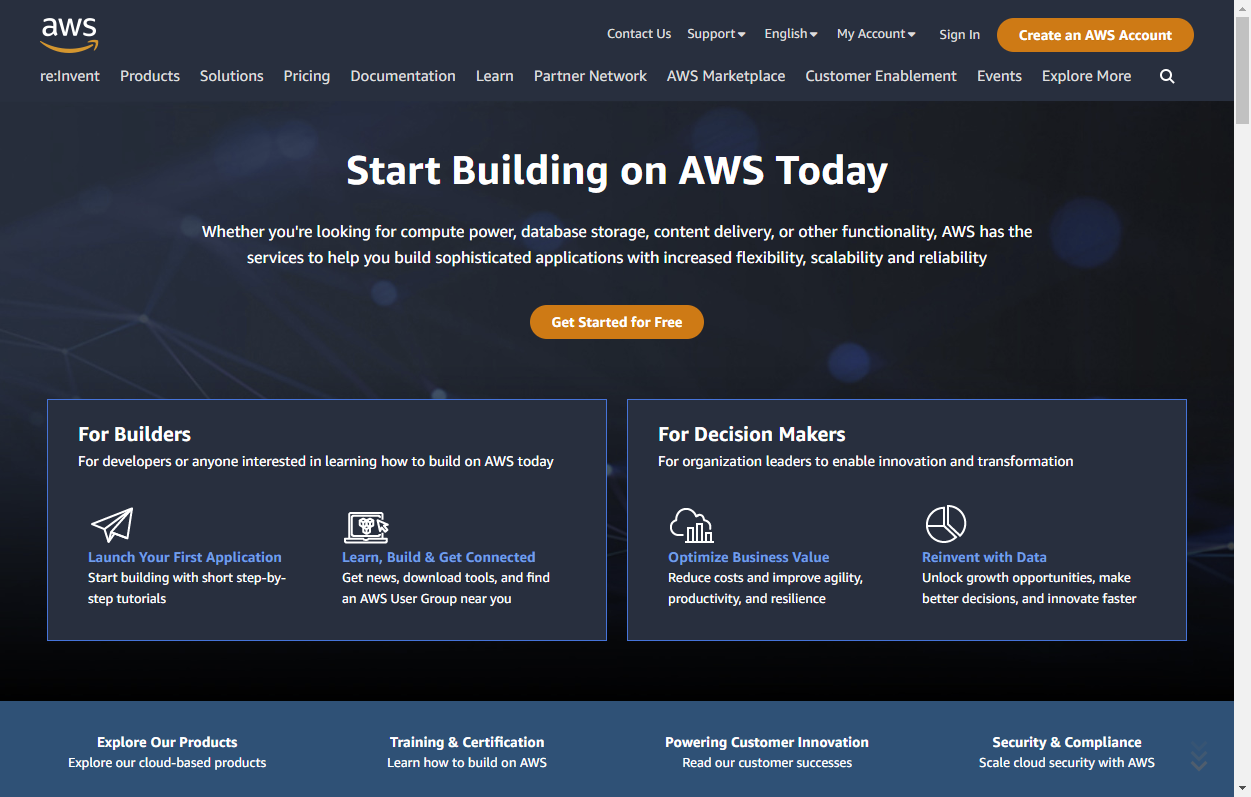 aws
Contact Us Support English My Account Sign In Create an AWS Account
re:Invent Products Solutions Pricing Documentation Learn Partner Network AWS Marketplace Customer Enablement Events Explore More
Start Building on AWS Today
Whether you're looking for compute power, database storage, content delivery, or other functionality, AWS has the
services to help you build sophisticated applications with increased flexibility, scalability and reliability
Get Started for Free
For Builders
For developers or anyone interested in learning how to build on AWS today
Launch Your First Application
Start building with short step-by-
step tutorials
Learn, Build & Get Connected
Get news, download tools, and find
an AWS User Group near you
For Decision Makers
For organization leaders to enable innovation and transformation
Optimize Business Value
Reduce costs and improve agility,
productivity, and resilience
Reinvent with Data
Unlock growth opportunities, make
better decisions, and innovate faster
Explore Our Products
Explore our cloud-based products
Training & Certification
Learn how to build on AWS
Powering Customer Innovation
Read our customer successes
Security & Compliance
Scale cloud security with AWS